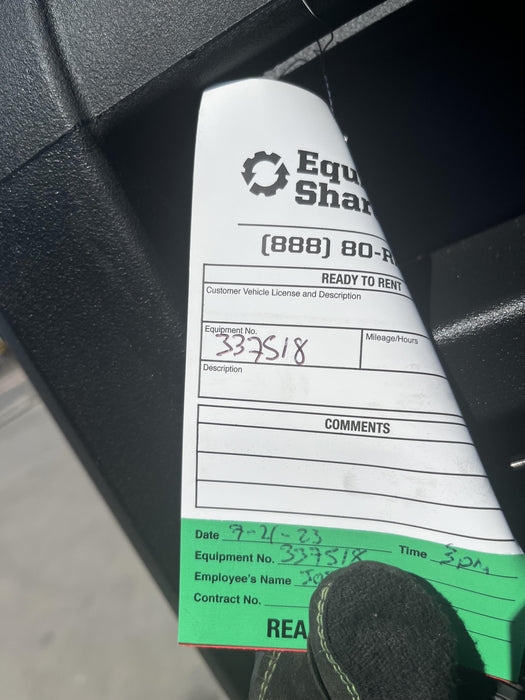 Equ
Shar
(888) 80-R
READY TO RENT
Customer Vehicle License and Description
Equipment No.
337518
Mileage/Hours
Description
COMMENTS
Date 9-21-23 Time 3pm
Equipment No. 337518
Employee's Name
Contract No.
REA